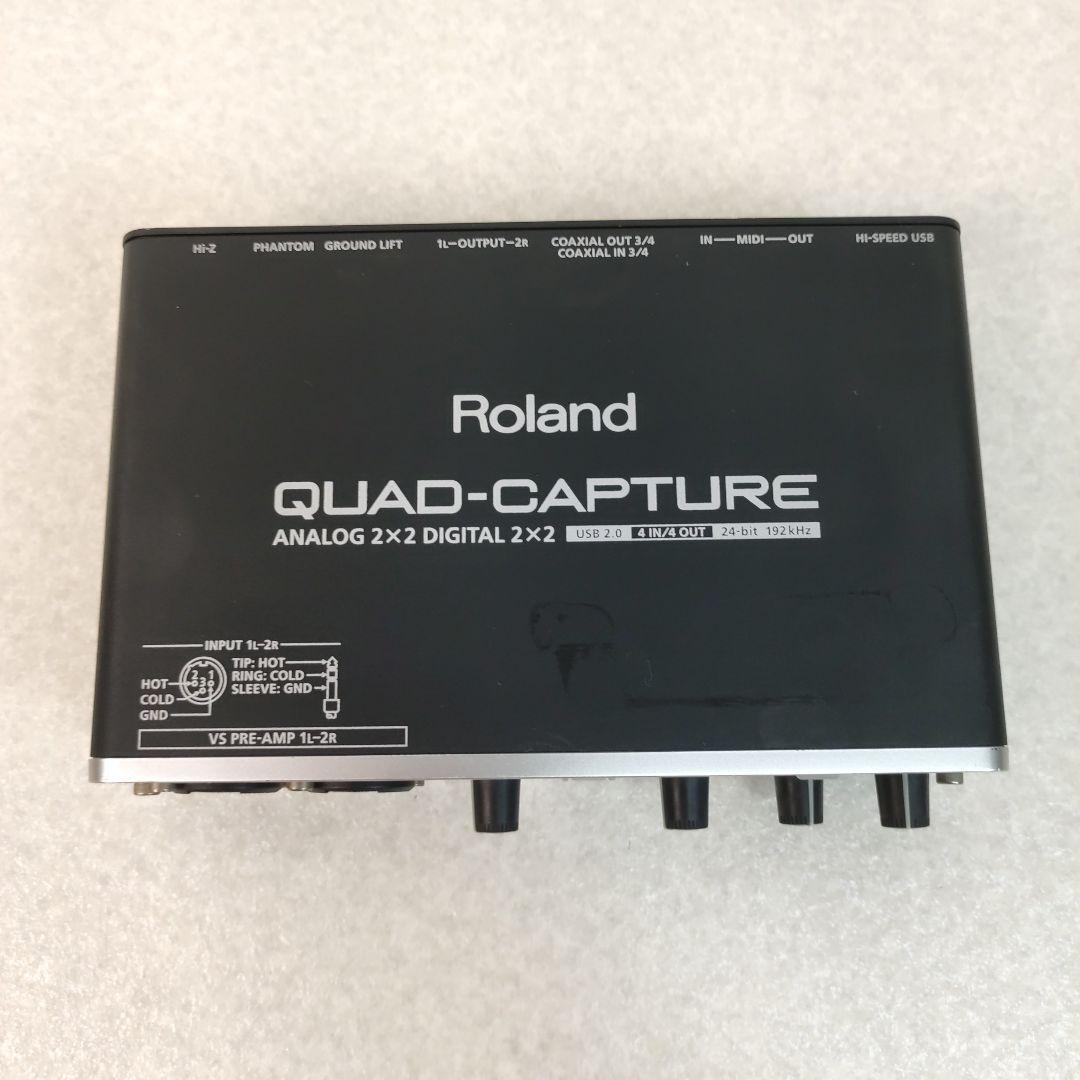 Hi-Z PHANTOM GROUND LIFT 1L—OUTPUT—2R COAXIAL OUT 3/4 IN—MIDI—OUT HI-SPEED USB
COAXIAL IN 3/4
Roland
QUAD-CAPTURE
ANALOG 2×2 DIGITAL 2×2 USB 2.0 4 IN/4 OUT 24-bit 192kHz
INPUT 1L–2R
2 1
3
HOT
COLD
GND
TIP: HOT
RING: COLD
SLEEVE: GND
VS PRE-AMP 1L–2R